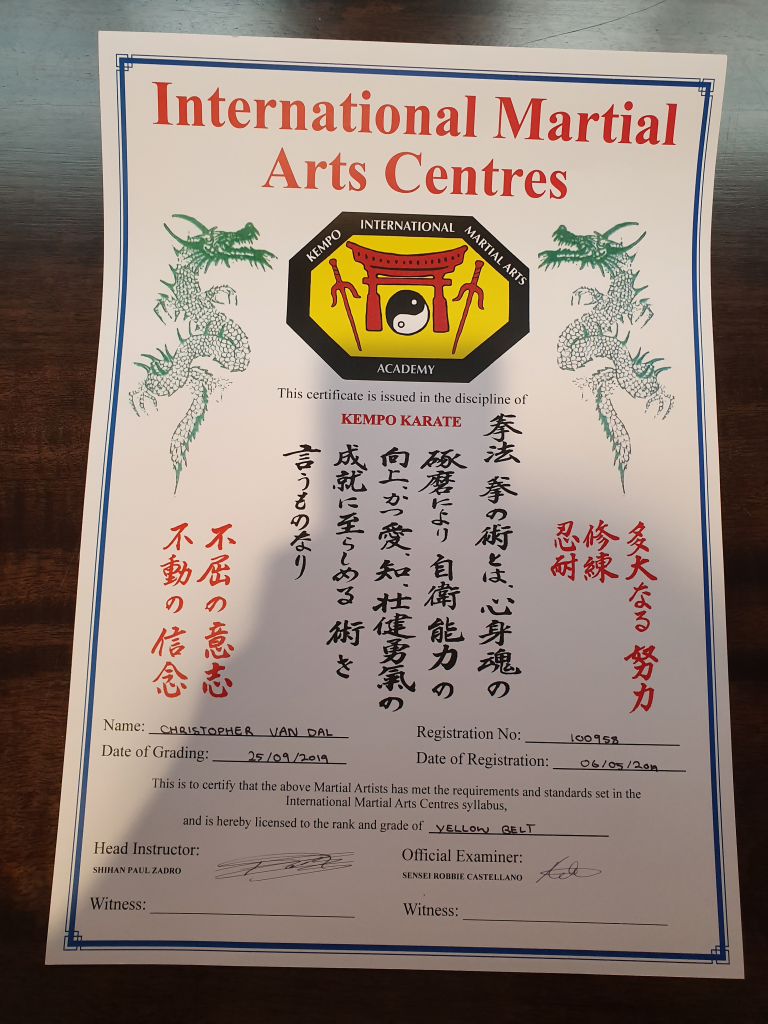 International Martial
Arts Centres
KEMPO INTERNATIONAL MARTIAL ARTS
ACADEMY
This certificate is issued in the discipline of
KEMPO KARATE
多大なる 努力
修練
忍耐
拳法 拳の術とは、心身魂の
琢磨により 自衛能力の
向上、かつ愛、知、壮健勇氣の
成就に至らしめる 術を
言うものなり
不屈の意志
不動の信念
Name: CHRISTOPHER VAN DAL
Registration No: 100958
Date of Grading: 25/09/2019
Date of Registration: 06/05/2011
This is to certify that the above Martial Artists has met the requirements and standards set in the
International Martial Arts Centres syllabus,
and is hereby licensed to the rank and grade of YELLOW BELT
Head Instructor:
SHIHAN PAUL ZADRO
Official Examiner:
SENSEI ROBBIE CASTELLANO
Witness:
Witness: